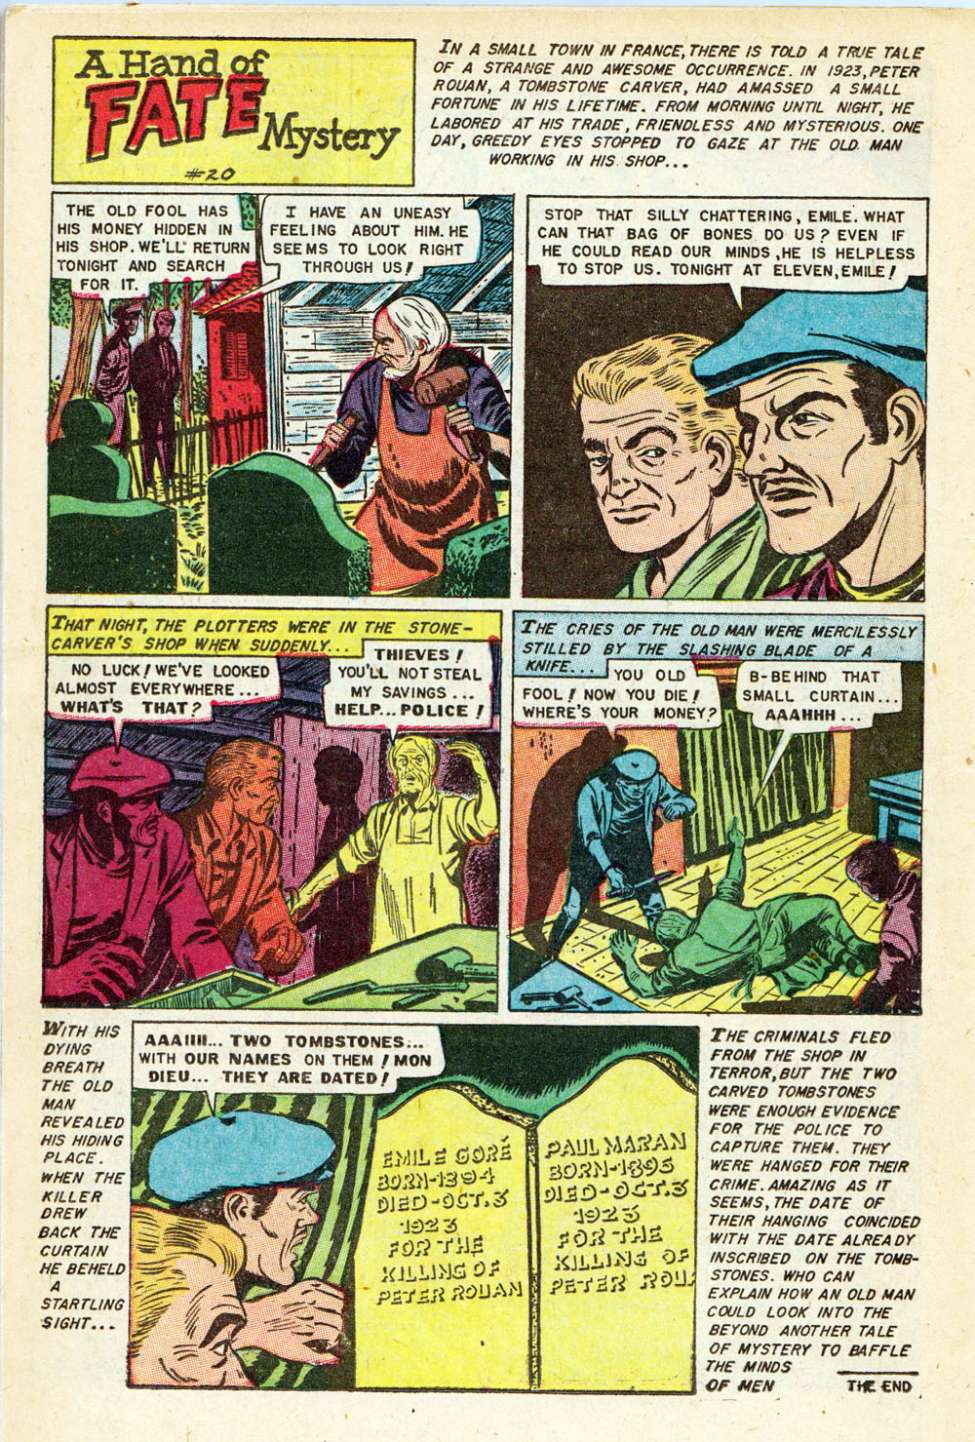 A Hand of
FATE
Mystery
#20
IN A SMALL TOWN IN FRANCE, THERE IS TOLD A TRUE TALE
OF A STRANGE AND AWESOME OCCURRENCE. IN 1923, PETER
ROUAN, A TOMBSTONE CARVER, HAD AMASSED A SMALL
FORTUNE IN HIS LIFETIME. FROM MORNING UNTIL NIGHT, HE
LABORED AT HIS TRADE, FRIENDLESS AND MYSTERIOUS. ONE
DAY, GREEDY EYES STOPPED TO GAZE AT THE OLD MAN
WORKING IN HIS SHOP...
THE OLD FOOL HAS
HIS MONEY HIDDEN IN
HIS SHOP. WE'LL RETURN
TONIGHT AND SEARCH
FOR IT.
I HAVE AN UNEASY
FEELING ABOUT HIM. HE
SEEMS TO LOOK RIGHT
THROUGH US!
STOP THAT SILLY CHATTERING, EMILE. WHAT
CAN THAT BAG OF BONES DO US? EVEN IF
HE COULD READ OUR MINDS, HE IS HELPLESS
TO STOP US. TONIGHT AT ELEVEN, EMILE!
THAT NIGHT, THE PLOTTERS WERE IN THE STONE-
CARVER'S SHOP WHEN SUDDENLY...
NO LUCK! WE'VE LOOKED
ALMOST EVERYWHERE...
WHAT'S THAT?
THIEVES!
YOU'LL NOT STEAL
MY SAVINGS...
HELP... POLICE!
THE CRIES OF THE OLD MAN WERE MERCILESSLY
STILLED BY THE SLASHING BLADE OF A
KNIFE...
YOU OLD
FOOL! NOW YOU DIE!
WHERE'S YOUR MONEY?
B-BEHIND THAT
SMALL CURTAIN...
AAAHHH...
WITH HIS
DYING
BREATH
THE OLD
MAN
REVEALED
HIS HIDING
PLACE.
WHEN THE
KILLER
DREW
BACK THE
CURTAIN
HE BEHELD
A
STARTLING
SIGHT...
AAAIIII... TWO TOMBSTONES...
WITH OUR NAMES ON THEM! MON
DIEU... THEY ARE DATED!
EMILE GORÉ
BORN-1894
DIED-OCT.3
1923
FOR THE
KILLING OF
PETER ROUAN
PAUL MARAN
BORN-1895
DIED-OCT.3
1923
FOR THE
KILLING OF
PETER ROUA
THE CRIMINALS FLED
FROM THE SHOP IN
TERROR, BUT THE TWO
CARVED TOMBSTONES
WERE ENOUGH EVIDENCE
FOR THE POLICE TO
CAPTURE THEM. THEY
WERE HANGED FOR THEIR
CRIME. AMAZING AS IT
SEEMS, THE DATE OF
THEIR HANGING COINCIDED
WITH THE DATE ALREADY
INSCRIBED ON THE TOMB-
STONES. WHO CAN
EXPLAIN HOW AN OLD MAN
COULD LOOK INTO THE
BEYOND ANOTHER TALE
OF MYSTERY TO BAFFLE
THE MINDS
OF MEN
THE END